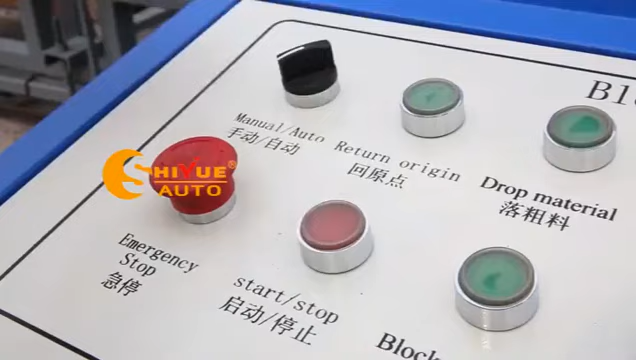 Manual/Auto
手动/自动
Return origin
回原点
Drop material
落粗料
SHIYUE®
AUTO
Emergency
Stop
急停
start/stop
启动/停止
Block